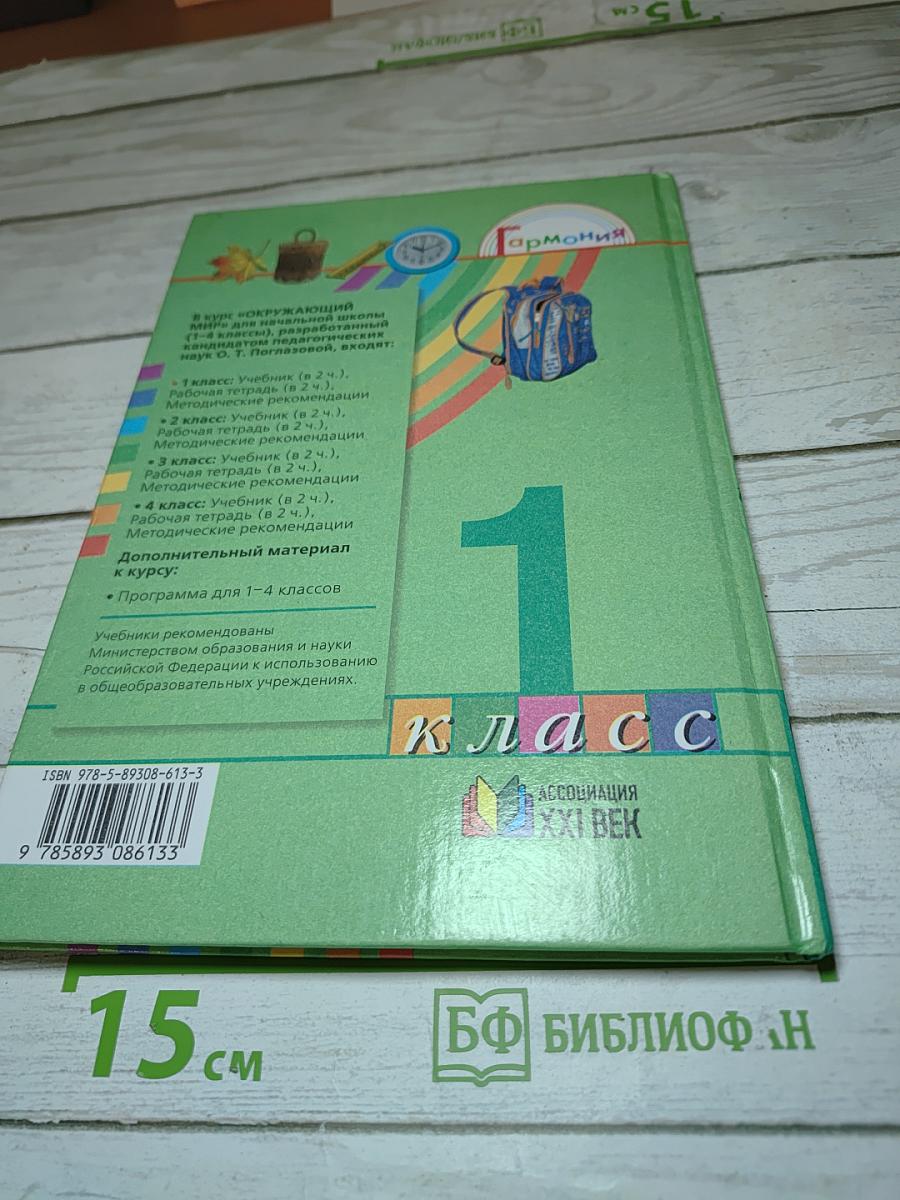 15 см
БФ БИБЛИОФАН
Гармония
В курс «ОКРУЖАЮЩИЙ
МИР» для начальной школы
(1–4 классы), разработанный
кандидатом педагогических
наук О. Т. Поглазовой, входят:
• 1 класс: Учебник (в 2 ч.),
Рабочая тетрадь (в 2 ч.),
Методические рекомендации
• 2 класс: Учебник (в 2 ч.),
Рабочая тетрадь (в 2 ч.),
Методические рекомендации
• 3 класс: Учебник (в 2 ч.),
Рабочая тетрадь (в 2 ч.),
Методические рекомендации
• 4 класс: Учебник (в 2 ч.),
Рабочая тетрадь (в 2 ч.),
Методические рекомендации
Дополнительный материал
к курсу:
• Программа для 1–4 классов
Учебники рекомендованы
Министерством образования и науки
Российской Федерации к использованию
в общеобразовательных учреждениях.
1
класс
ISBN 978-5-89308-613-3
9 785893 086133
АССОЦИАЦИЯ
XXI ВЕК
15 см
БФ БИБЛИОФАН